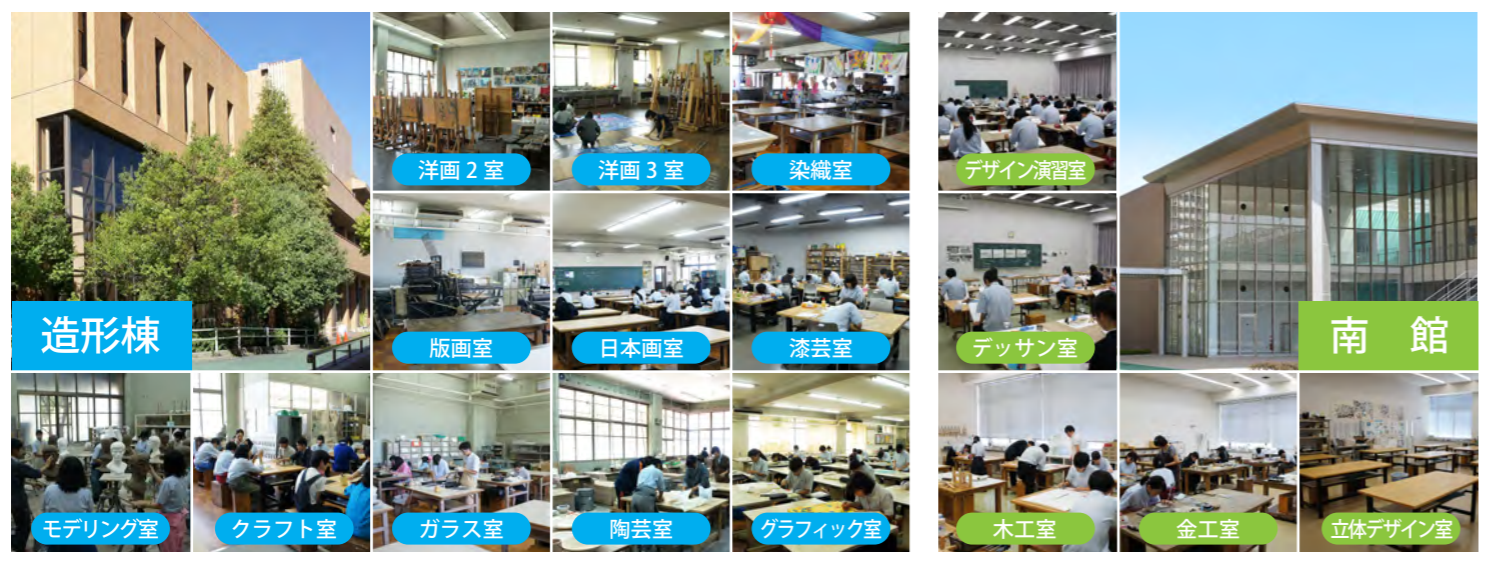 洋画 2 室
洋画 3 室
染織室
造形棟
版画室
日本画室
漆芸室
モデリング室
クラフト室
ガラス室
陶芸室
グラフィック室
デザイン演習室
デッサン室
南 館
木工室
金工室
立体デザイン室